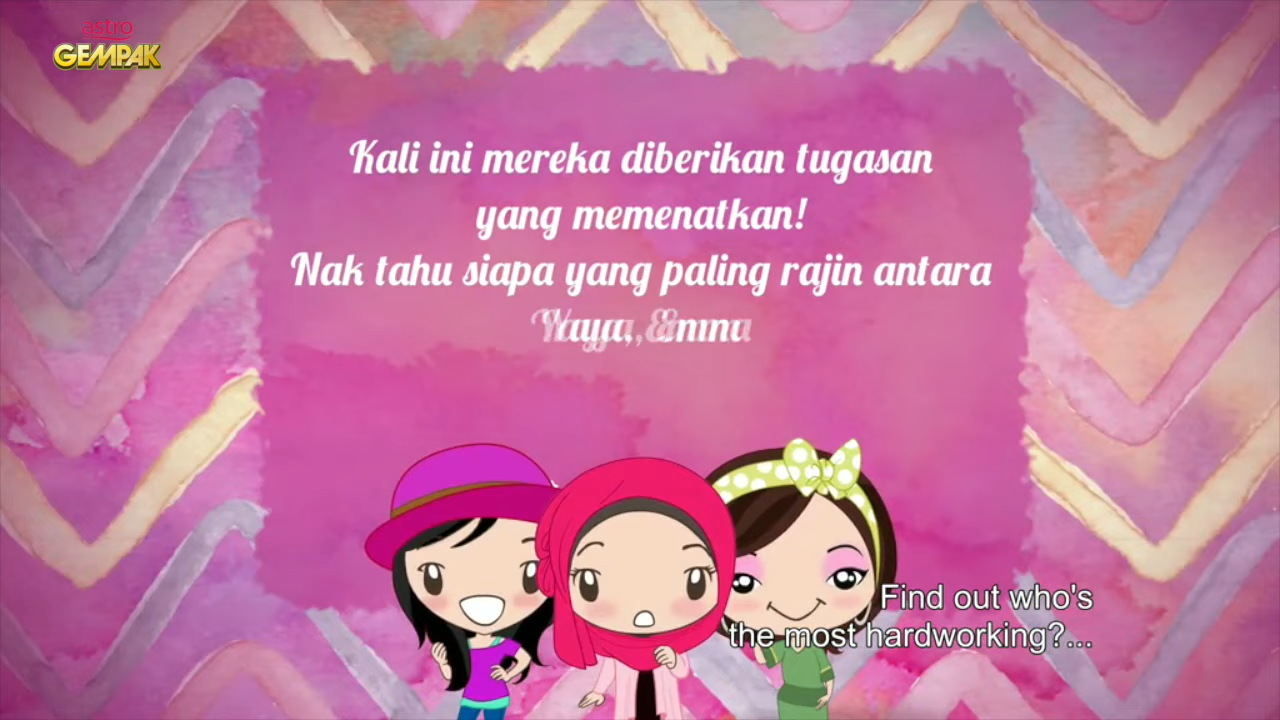 astro
GEMPAK
Kali ini mereka diberikan tugasan
yang memenatkan!
Nak tahu siapa yang paling rajin antara
Find out who's
the most hardworking?...